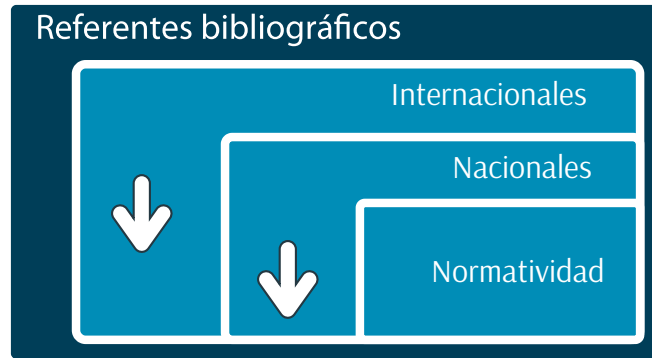 Referentes bibliográficos
Internacionales
Nacionales
Normatividad